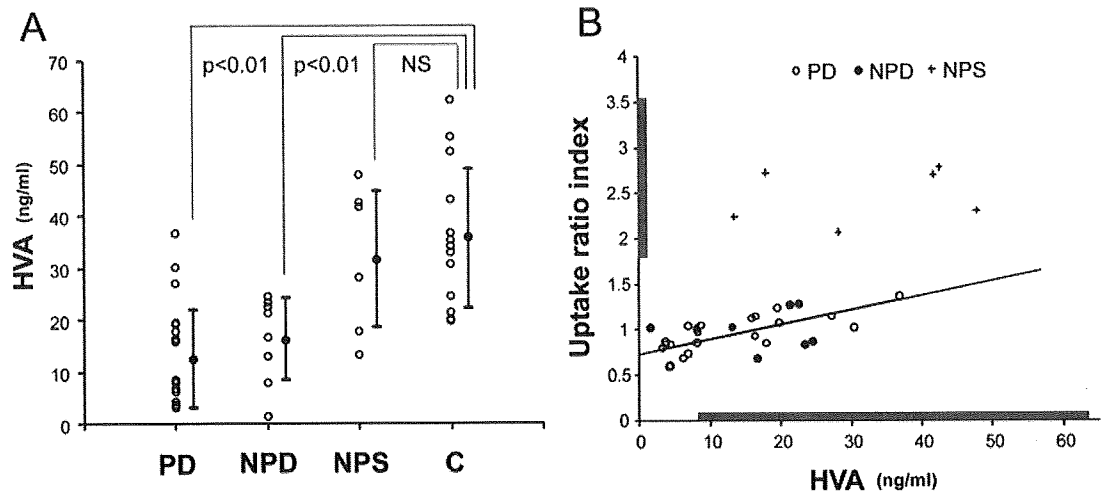 A
p<0.01
p<0.01
NS
70
60
50
40
30
20
10
0
HVA (ng/ml)
PD
NPD
NPS
C
B
PD
NPD
NPS
4
3.5
3
2.5
2
1.5
1
0.5
0
Uptake ratio index
0
10
20
30
40
50
60
HVA (ng/ml)